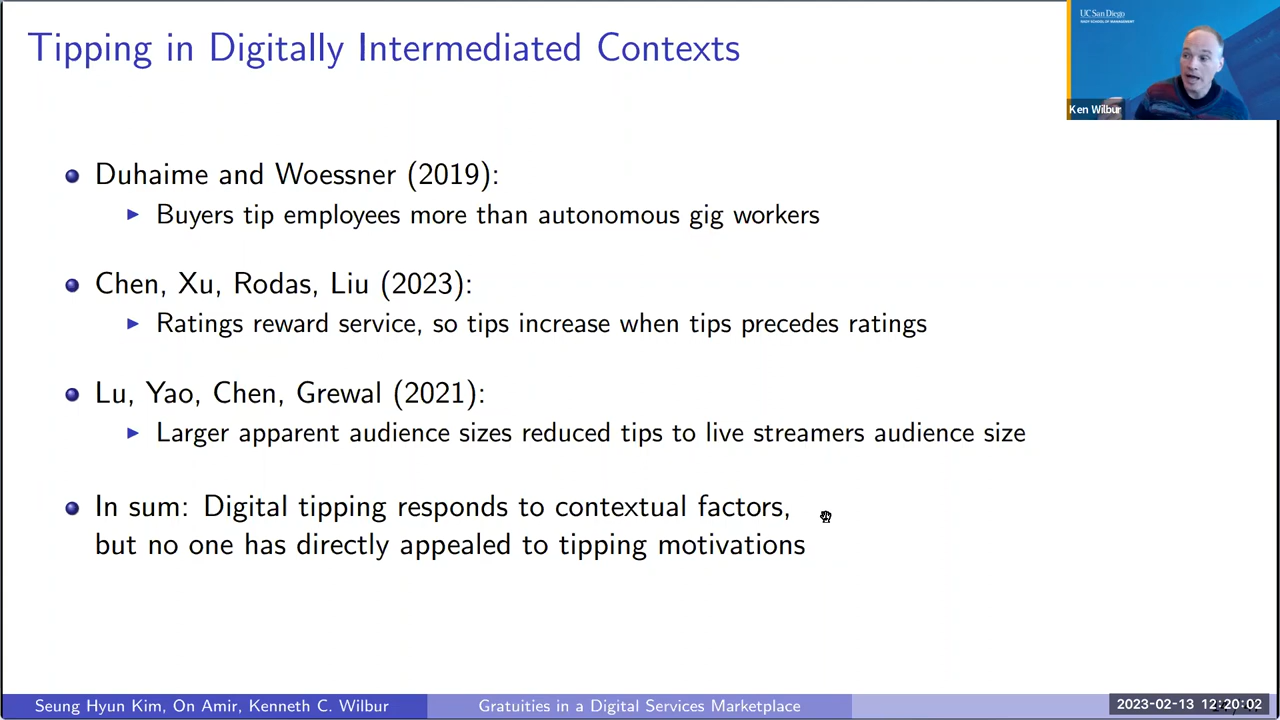 Tipping in Digitally Intermediated Contexts
UC San Diego
RADY SCHOOL OF MANAGEMENT
Ken Wilbur
Duhaime and Woessner (2019):
Buyers tip employees more than autonomous gig workers
Chen, Xu, Rodas, Liu (2023):
Ratings reward service, so tips increase when tips precedes ratings
Lu, Yao, Chen, Grewal (2021):
Larger apparent audience sizes reduced tips to live streamers audience size
In sum: Digital tipping responds to contextual factors,
but no one has directly appealed to tipping motivations
Seung Hyun Kim, On Amir, Kenneth C. Wilbur
Gratuities in a Digital Services Marketplace
2023-02-13 12:20:02